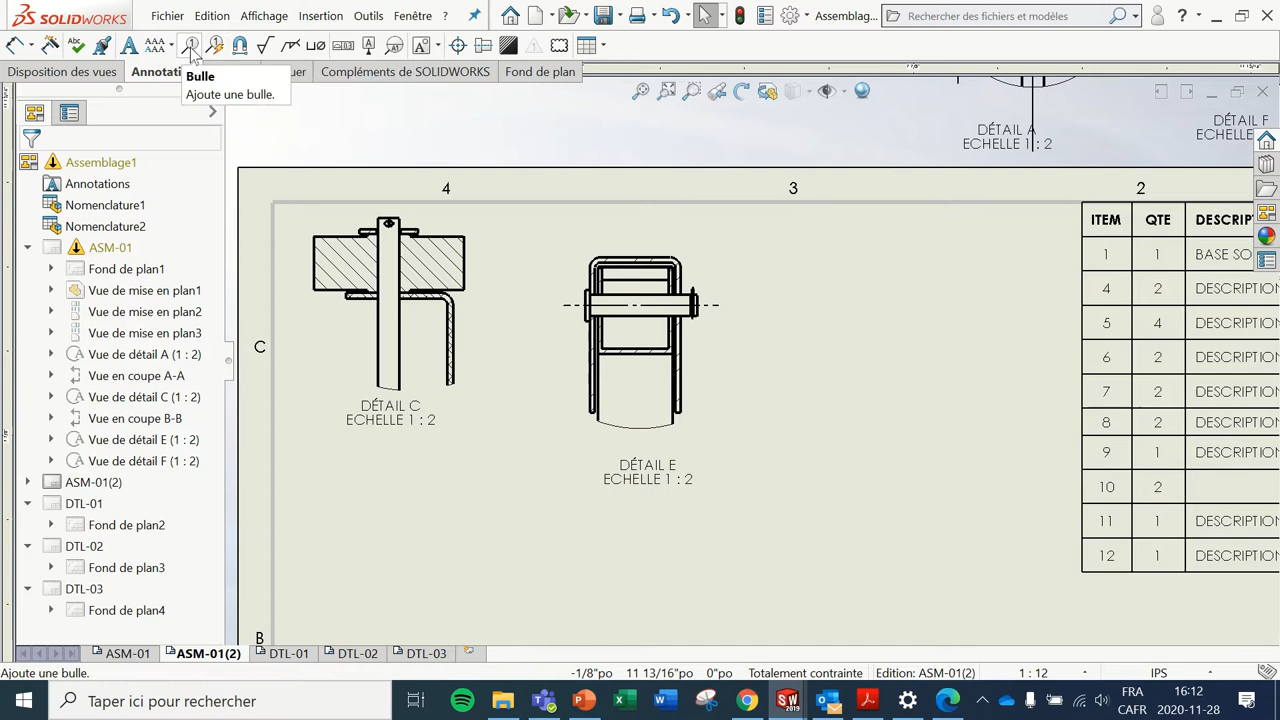 SOLIDWORKS
Fichier
Edition
Affichage
Insertion
Outils
Fenêtre
?
Assemblag...
Rechercher des fichiers et modèles
?
Disposition des vues
Annotati
uer
Compléments de SOLIDWORKS
Fond de plan
Bulle
Ajoute une bulle.
DÉTAIL A
ECHELLE 1 : 2
DÉTAIL F
ECHELLE
Assemblage1
Annotations
Nomenclature1
Nomenclature2
ASM-01
Fond de plan1
Vue de mise en plan1
Vue de mise en plan2
Vue de mise en plan3
Vue de détail A (1 : 2)
Vue en coupe A-A
Vue de détail C (1 : 2)
Vue en coupe B-B
Vue de détail E (1 : 2)
Vue de détail F (1 : 2)
ASM-01(2)
DTL-01
Fond de plan2
DTL-02
Fond de plan3
DTL-03
Fond de plan4
4
3
2
C
B
DÉTAIL C
ECHELLE 1 : 2
DÉTAIL E
ECHELLE 1 : 2
ITEM QTE DESCRIP
1 1 BASE SO
4 2 DESCRIPTION
5 4 DESCRIPTION
6 2 DESCRIPTION
7 2 DESCRIPTION
8 2 DESCRIPTION
9 1 DESCRIPTION
10 2
11 1 DESCRIPTION
12 1 DESCRIPTION
ASM-01
ASM-01(2)
DTL-01
DTL-02
DTL-03
Ajoute une bulle.
-1/8"po
11 13/16"po
0"po
Totalement contrainte
Edition: ASM-01(2)
1 : 12
IPS
Taper ici pour rechercher
FRA
CAFR
16:12
2020-11-28